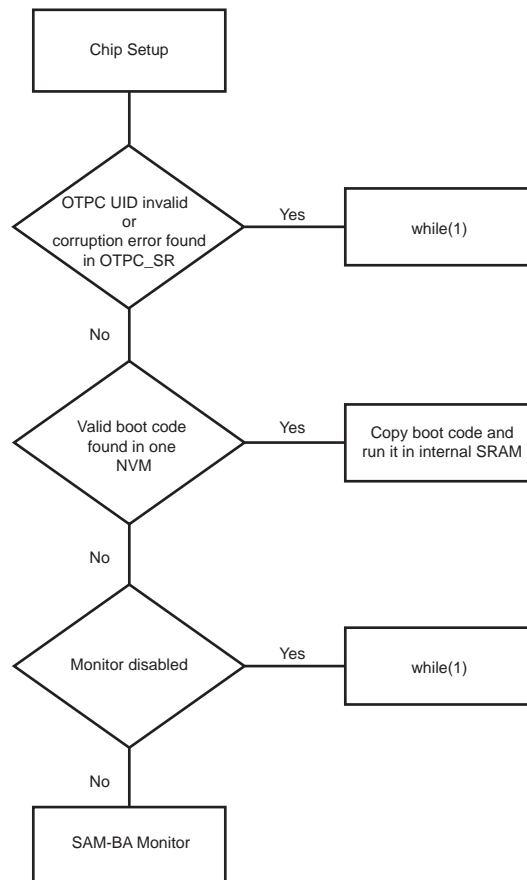 Chip Setup
OTPC UID invalid
or
corruption error found
in OTPC_SR
Yes
while(1)
No
Valid boot code
found in one
NVM
Yes
Copy boot code and
run it in internal SRAM
No
Monitor disabled
Yes
while(1)
No
SAM-BA Monitor